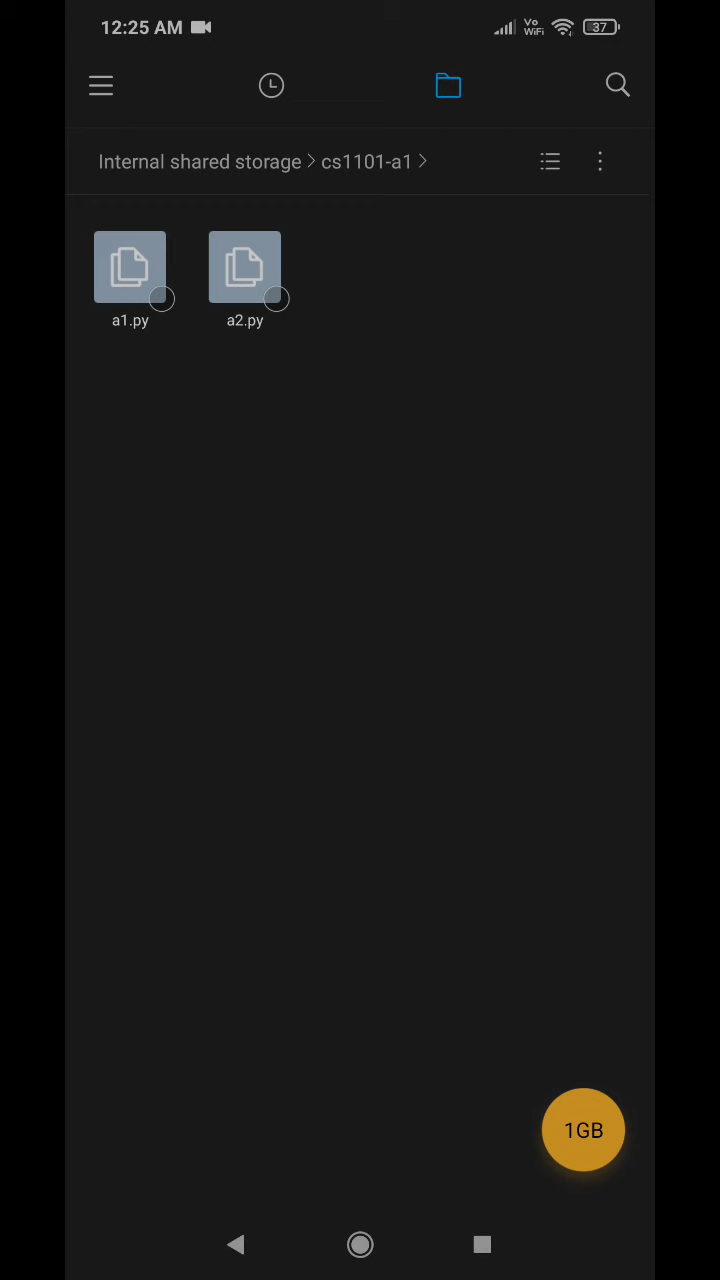 12:25 AM Vo WiFi 37
Internal shared storage > cs1101-a1 >
a1.py a2.py
1GB